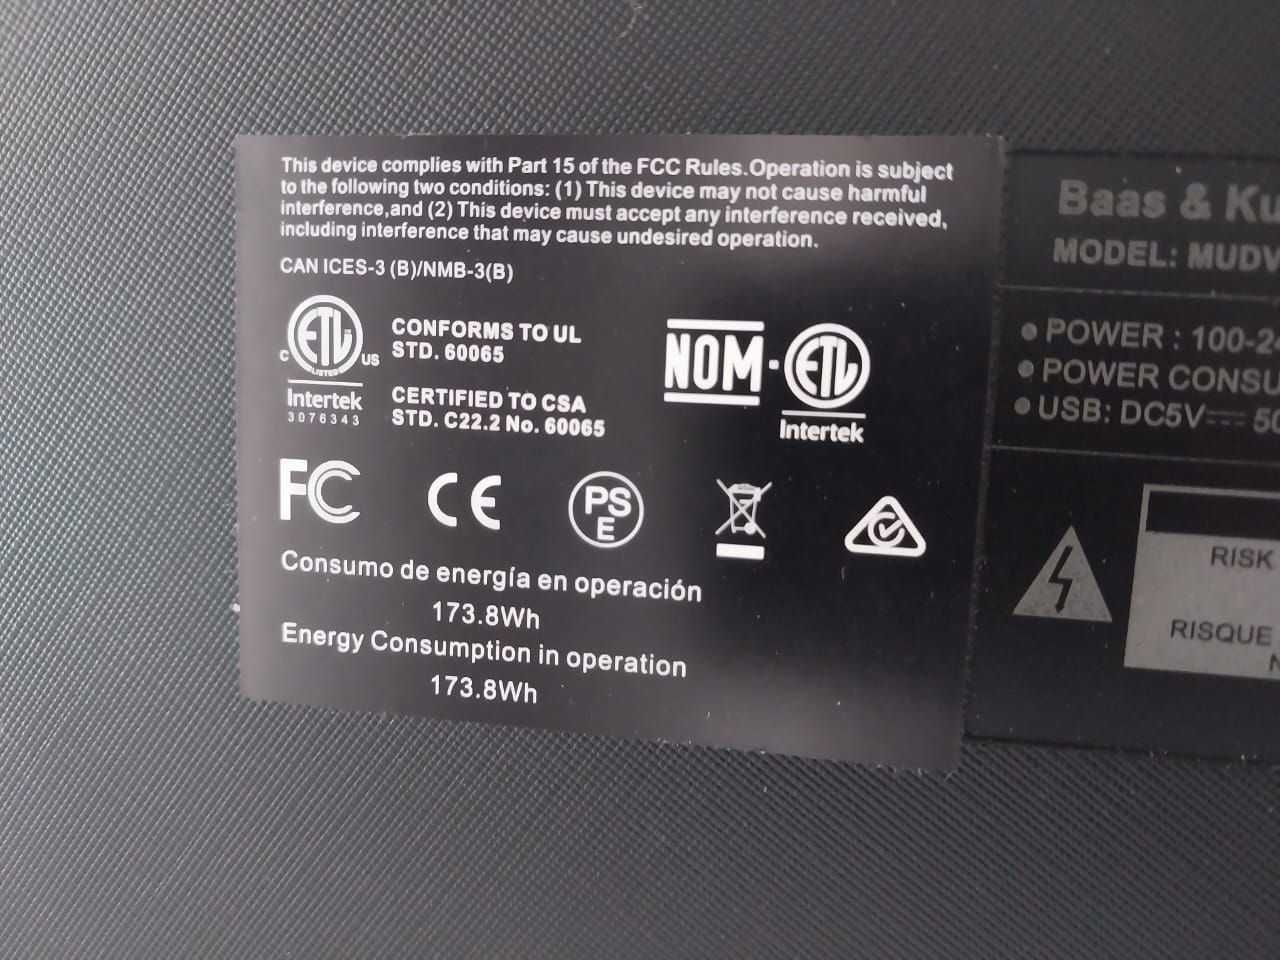 This device complies with Part 15 of the FCC Rules.Operation is subject
to the following two conditions: (1) This device may not cause harmful
interference,and (2) This device must accept any interference received,
including interference that may cause undesired operation.
CAN ICES-3 (B)/NMB-3(B)
C ETL US
LISTED
Intertek
3076343
CONFORMS TO UL
STD. 60065
CERTIFIED TO CSA
STD. C22.2 No. 60065
NOM - ETL
Intertek
FC CE PS
E
Consumo de energía en operación
173.8Wh
Energy Consumption in operation
173.8Wh
Baas & Ku
MODEL: MUDV
POWER : 100-24
POWER CONSU
USB: DC5V 50
RISK
RISQUE
N